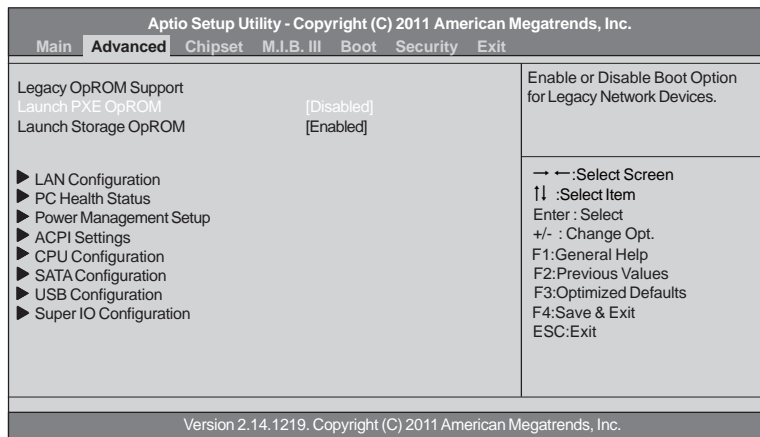 Aptio Setup Utility - Copyright (C) 2011 American Megatrends, Inc.
Main Advanced Chipset M.I.B. III Boot Security Exit
Legacy OpROM Support
Launch PXE OpROM [Disabled]
Launch Storage OpROM [Enabled]
▶ LAN Configuration
▶ PC Health Status
▶ Power Management Setup
▶ ACPI Settings
▶ CPU Configuration
▶ SATA Configuration
▶ USB Configuration
▶ Super IO Configuration
Enable or Disable Boot Option
for Legacy Network Devices.
→ ←:Select Screen
↑↓ :Select Item
Enter : Select
+/- : Change Opt.
F1:General Help
F2:Previous Values
F3:Optimized Defaults
F4:Save & Exit
ESC:Exit
Version 2.14.1219. Copyright (C) 2011 American Megatrends, Inc.